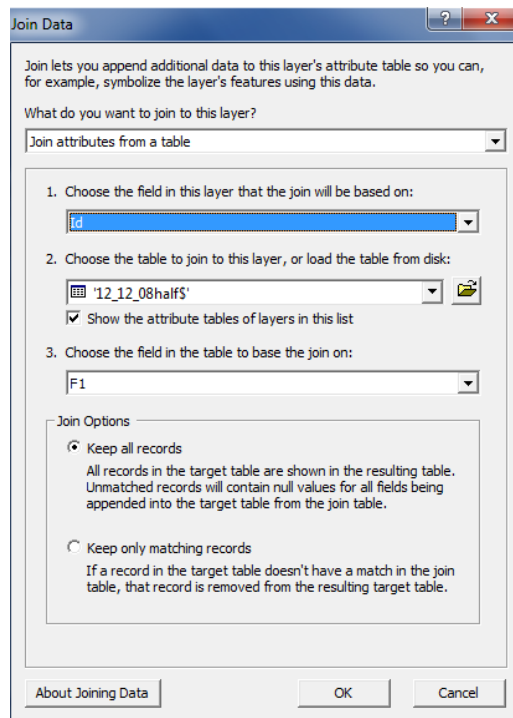 Join Data
Join lets you append additional data to this layer's attribute table so you can,
for example, symbolize the layer's features using this data.
What do you want to join to this layer?
Join attributes from a table
1. Choose the field in this layer that the join will be based on:
Id
2. Choose the table to join to this layer, or load the table from disk:
'12_12_08half$'
Show the attribute tables of layers in this list
3. Choose the field in the table to base the join on:
F1
Join Options
Keep all records
All records in the target table are shown in the resulting table.
Unmatched records will contain null values for all fields being
appended into the target table from the join table.
Keep only matching records
If a record in the target table doesn't have a match in the join
table, that record is removed from the resulting target table.
About Joining Data
OK
Cancel